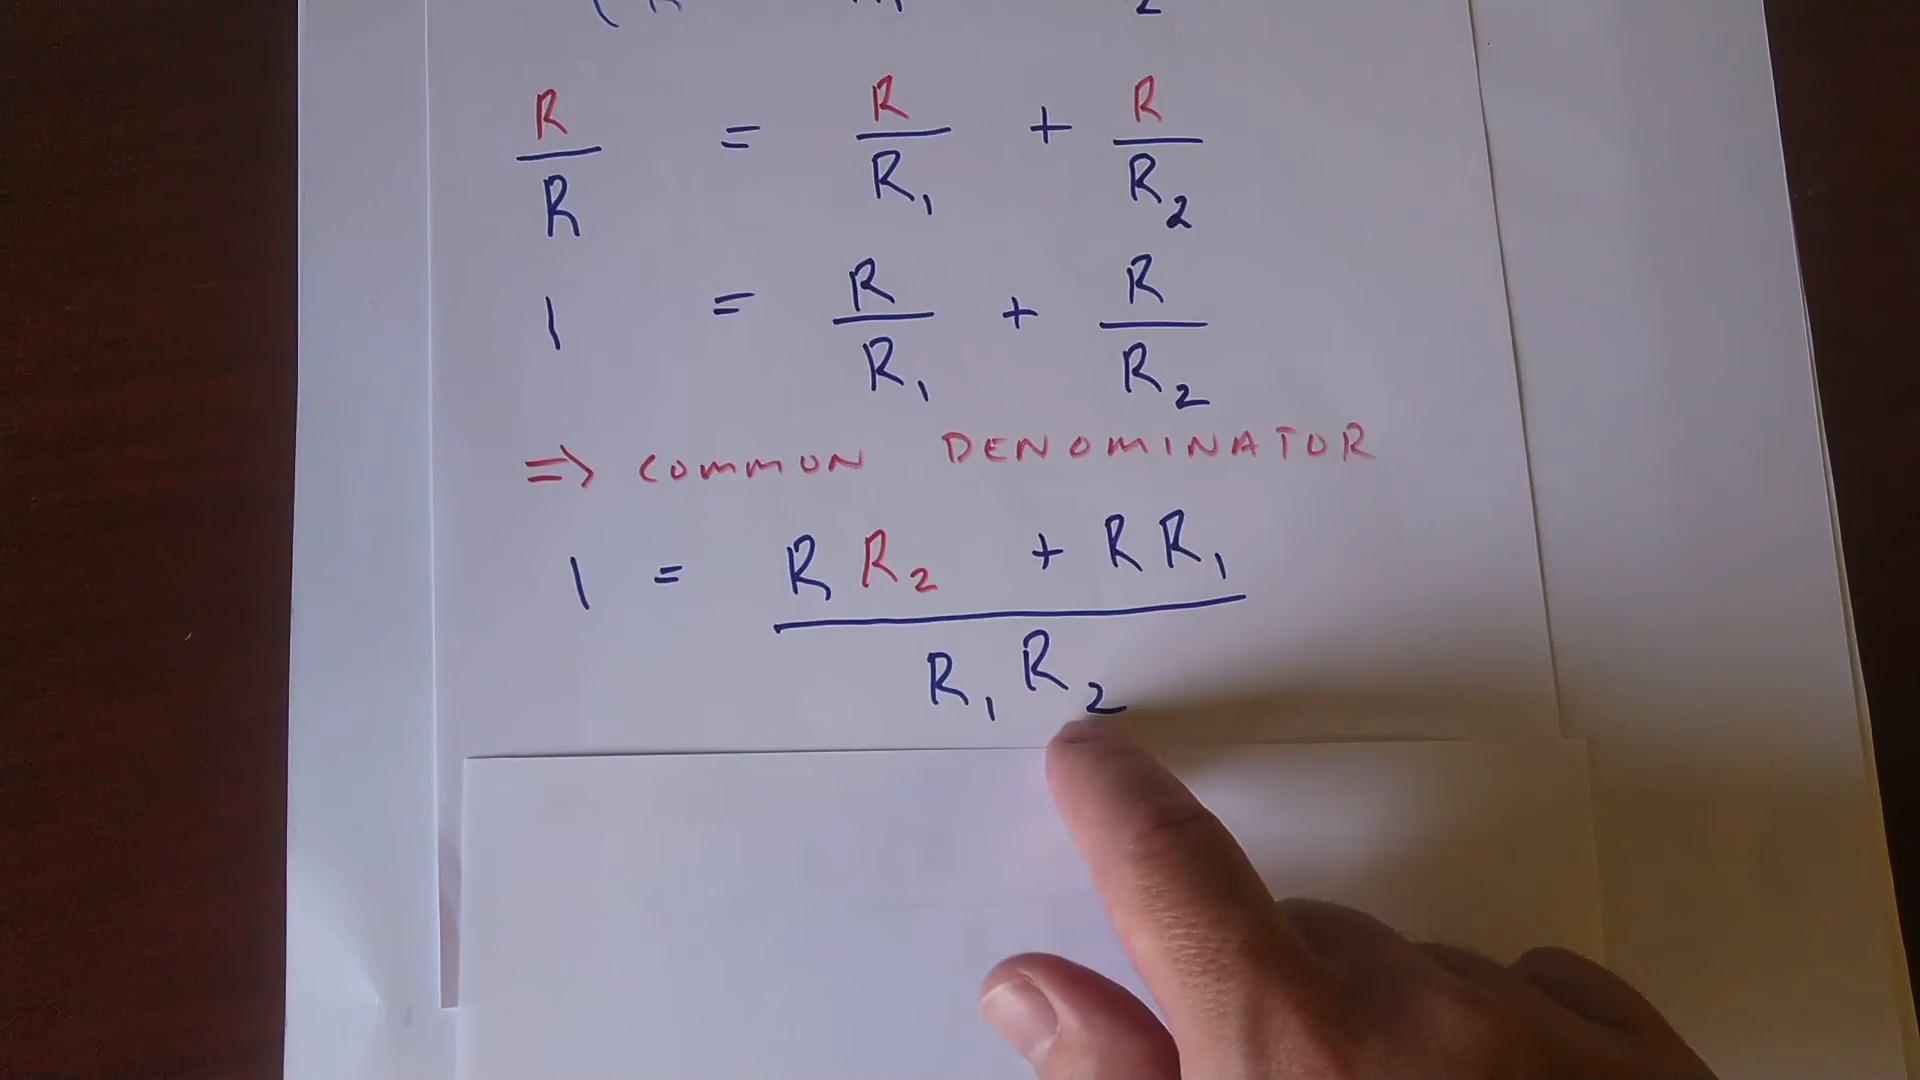 R/R = R/R₁ + R/R₂
1 = R/R₁ + R/R₂
=> COMMON DENOMINATOR
1 = (R R₂ + R R₁)/(R₁ R₂)